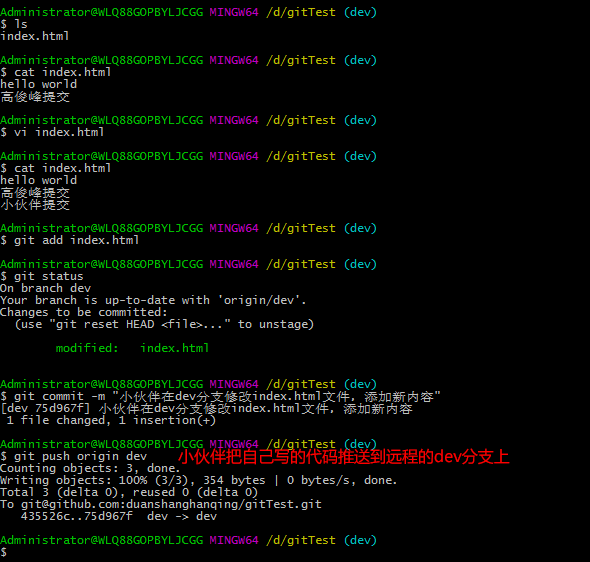 Administrator@WLQ88GOPBYLJCGG MINGW64 /d/gitTest (dev)
$ ls
index.html
Administrator@WLQ88GOPBYLJCGG MINGW64 /d/gitTest (dev)
$ cat index.html
hello world
高俊峰提交
Administrator@WLQ88GOPBYLJCGG MINGW64 /d/gitTest (dev)
$ vi index.html
Administrator@WLQ88GOPBYLJCGG MINGW64 /d/gitTest (dev)
$ cat index.html
hello world
高俊峰提交
小伙伴提交
Administrator@WLQ88GOPBYLJCGG MINGW64 /d/gitTest (dev)
$ git add index.html
Administrator@WLQ88GOPBYLJCGG MINGW64 /d/gitTest (dev)
$ git status
On branch dev
Your branch is up-to-date with 'origin/dev'.
Changes to be committed:
  (use "git reset HEAD <file>..." to unstage)
        modified:   index.html
Administrator@WLQ88GOPBYLJCGG MINGW64 /d/gitTest (dev)
$ git commit -m "小伙伴在dev分支修改index.html文件, 添加新内容"
[dev 75d967f] 小伙伴在dev分支修改index.html文件, 添加新内容
 1 file changed, 1 insertion(+)
Administrator@WLQ88GOPBYLJCGG MINGW64 /d/gitTest (dev)
$ git push origin dev 小伙伴把自己写的代码推送到远程的dev分支上
Counting objects: 3, done.
Writing objects: 100% (3/3), 354 bytes | 0 bytes/s, done.
Total 3 (delta 0), reused 0 (delta 0)
To git@github.com:duanshanghanqing/gitTest.git
   435526c..75d967f  dev -> dev
Administrator@WLQ88GOPBYLJCGG MINGW64 /d/gitTest (dev)
$